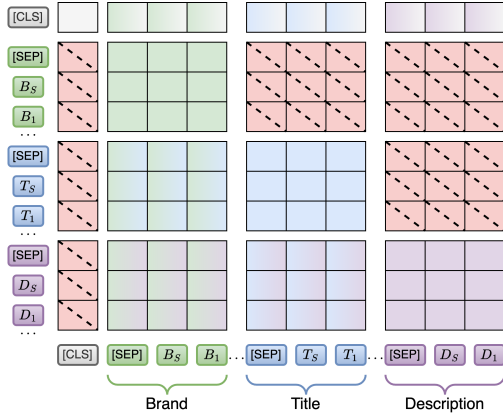 [CLS]
[SEP]
B_S
B_1
...
[SEP]
T_S
T_1
...
[SEP]
D_S
D_1
...
[CLS] [SEP] B_S B_1 ... [SEP] T_S T_1 ... [SEP] D_S D_1
Brand Title Description